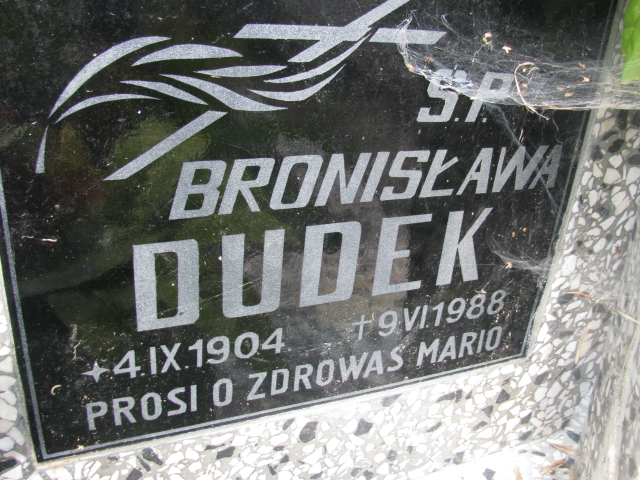 Ś.P.
BRONISŁAWA
DUDEK
4.IX.1904 †9.VI.1988
PROSI O ZDROWAŚ MARIO